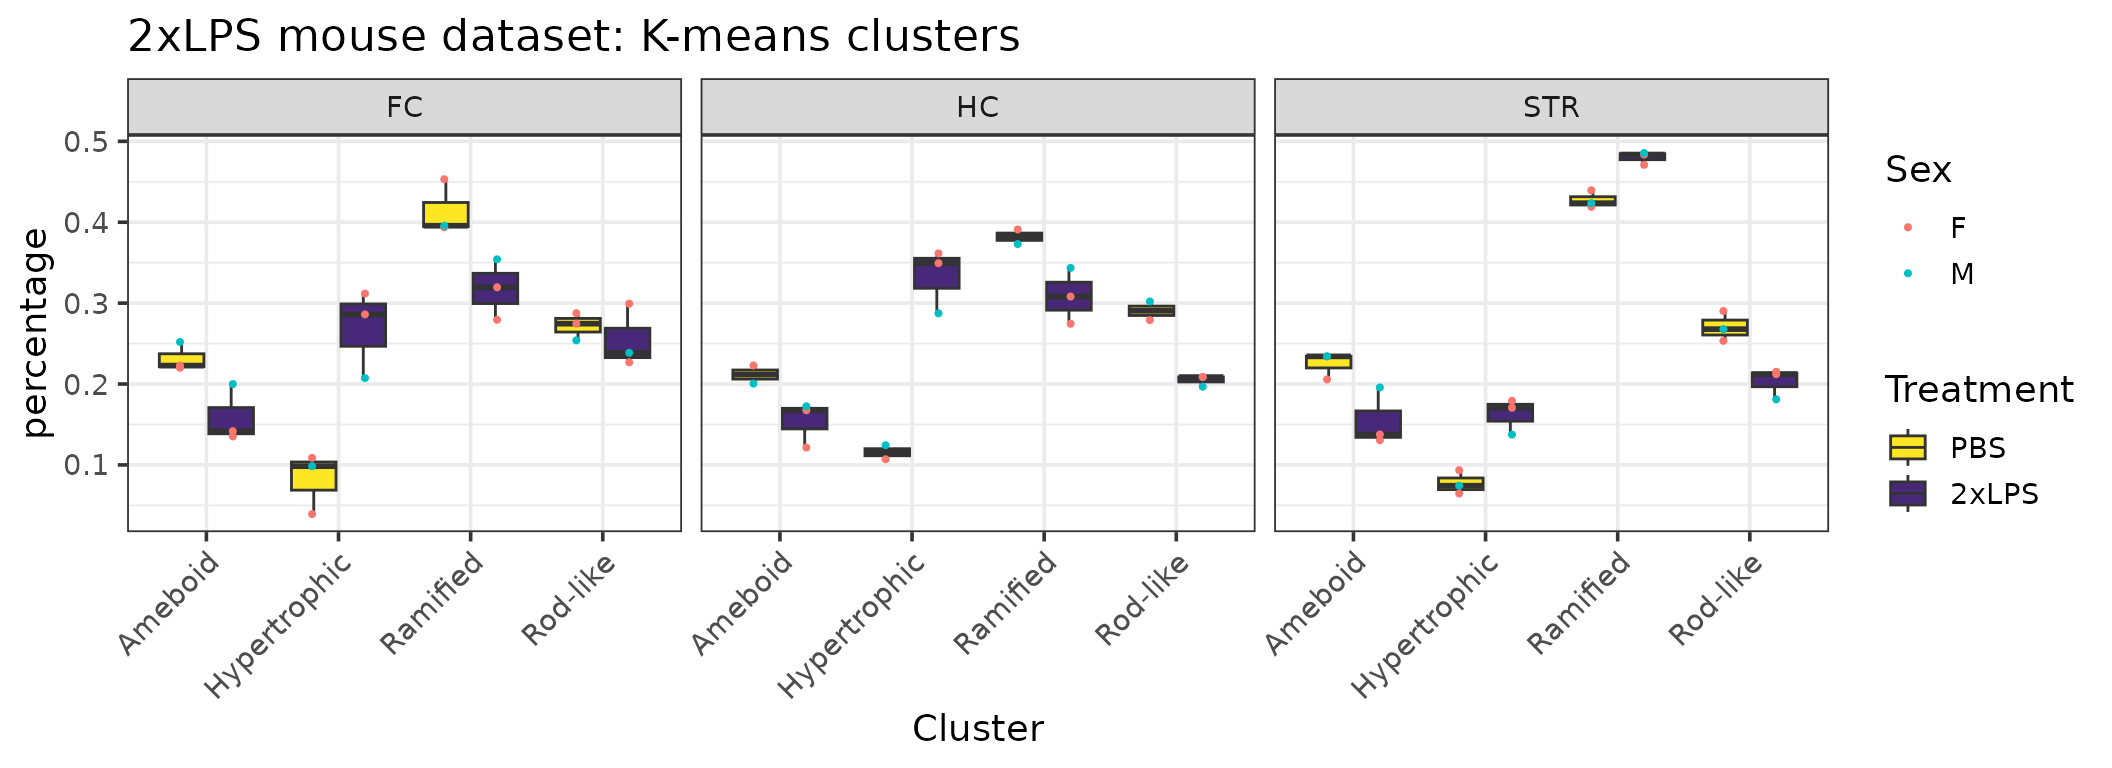 2xLPS mouse dataset: K-means clusters
FC
HC
STR
percentage
0.5
0.4
0.3
0.2
0.1
Ameboid
Hypertrophic
Ramified
Rod-like
Ameboid
Hypertrophic
Ramified
Rod-like
Ameboid
Hypertrophic
Ramified
Rod-like
Cluster
Sex
F
M
Treatment
PBS
2xLPS